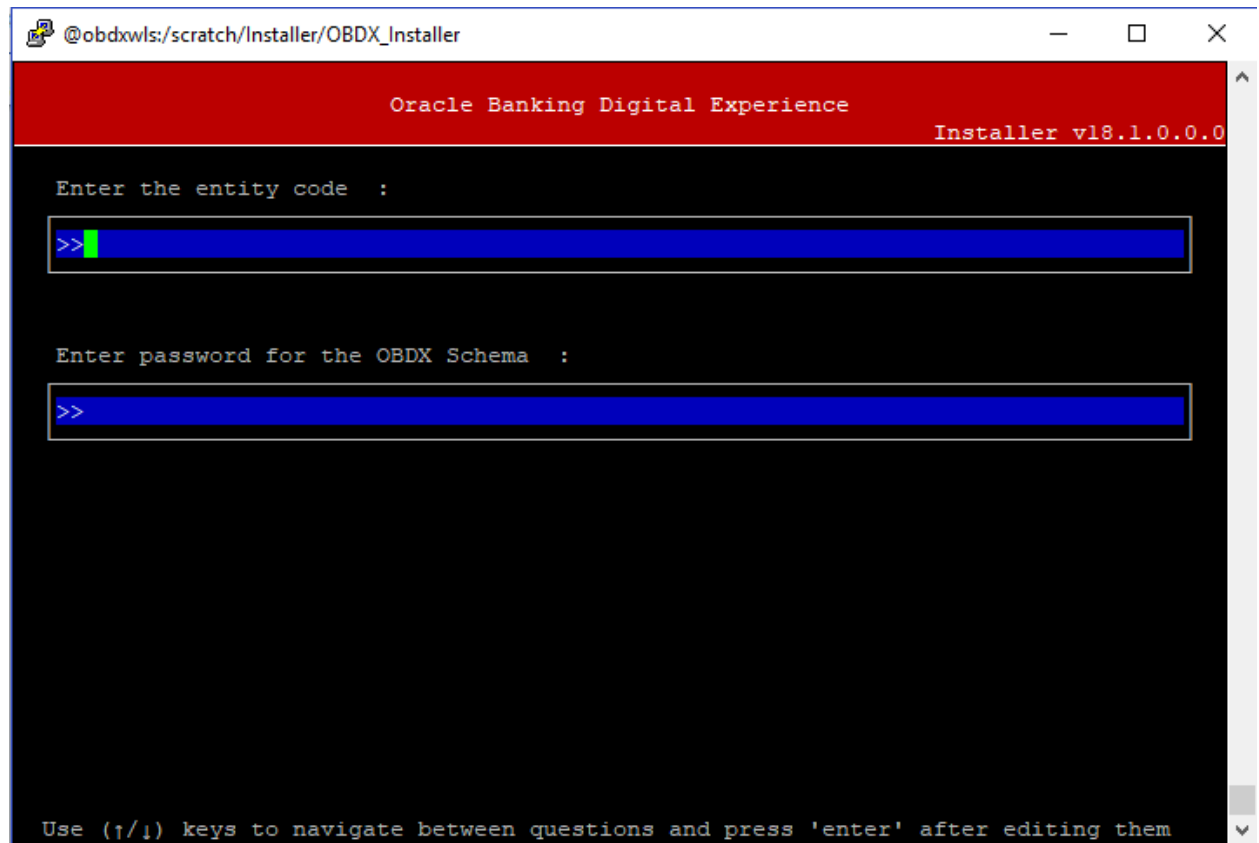 @obdxwls:/scratch/Installer/OBDX_Installer
Oracle Banking Digital Experience
Installer v18.1.0.0.0
Enter the entity code :
>>
Enter password for the OBDX Schema :
>>
Use (↑/↓) keys to navigate between questions and press 'enter' after editing them